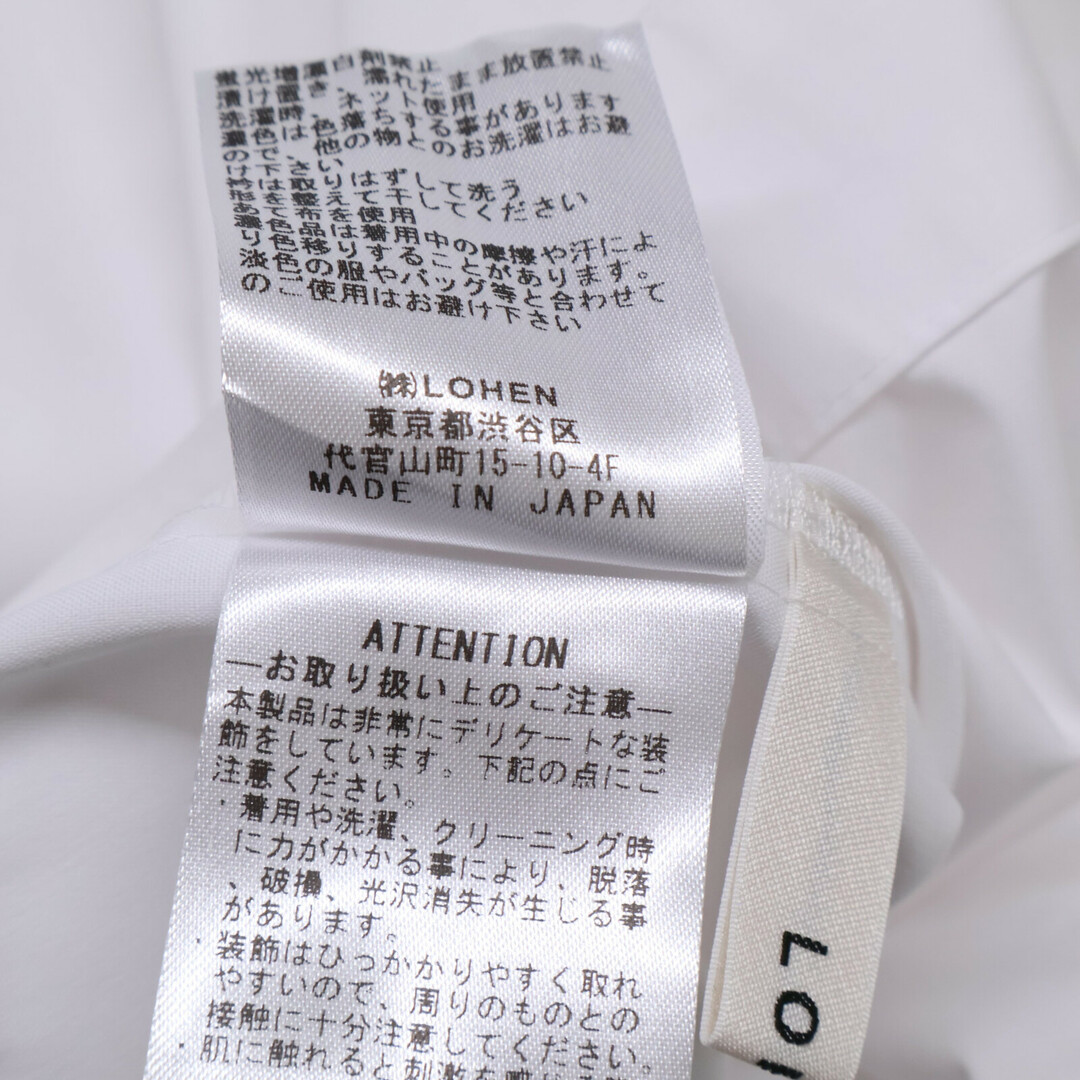 蛍光増白剤禁止
漬け置き、濡れたまま放置禁止
洗濯時は、ネットを使用
濃色は、色落ちする事があります
ので、他の物とのお洗濯はお避
け下さい
衿はさ取りはずして洗う
形を整えて干してください
あて布を使用
濃色品は着用中の摩擦や汗によ
り色移りすることがあります。
淡色の服やバッグ等と合わせて
のご使用はお避け下さい
㈱LOHEN
東京都渋谷区
代官山町15-10-4F
MADE IN JAPAN
ATTENTION
―お取り扱い上のご注意―
本製品は非常にデリケートな装
飾をしています。下記の点にご
注意ください。
・着用や洗濯、クリーニング時
に力がかかる事により、脱落
、破損、光沢消失が生じる事
があります。
・装飾はひっかかりやすく取れ
やすいので、周りのものとの
接触に十分注意してください。
・肌に触れると刺激を
LO